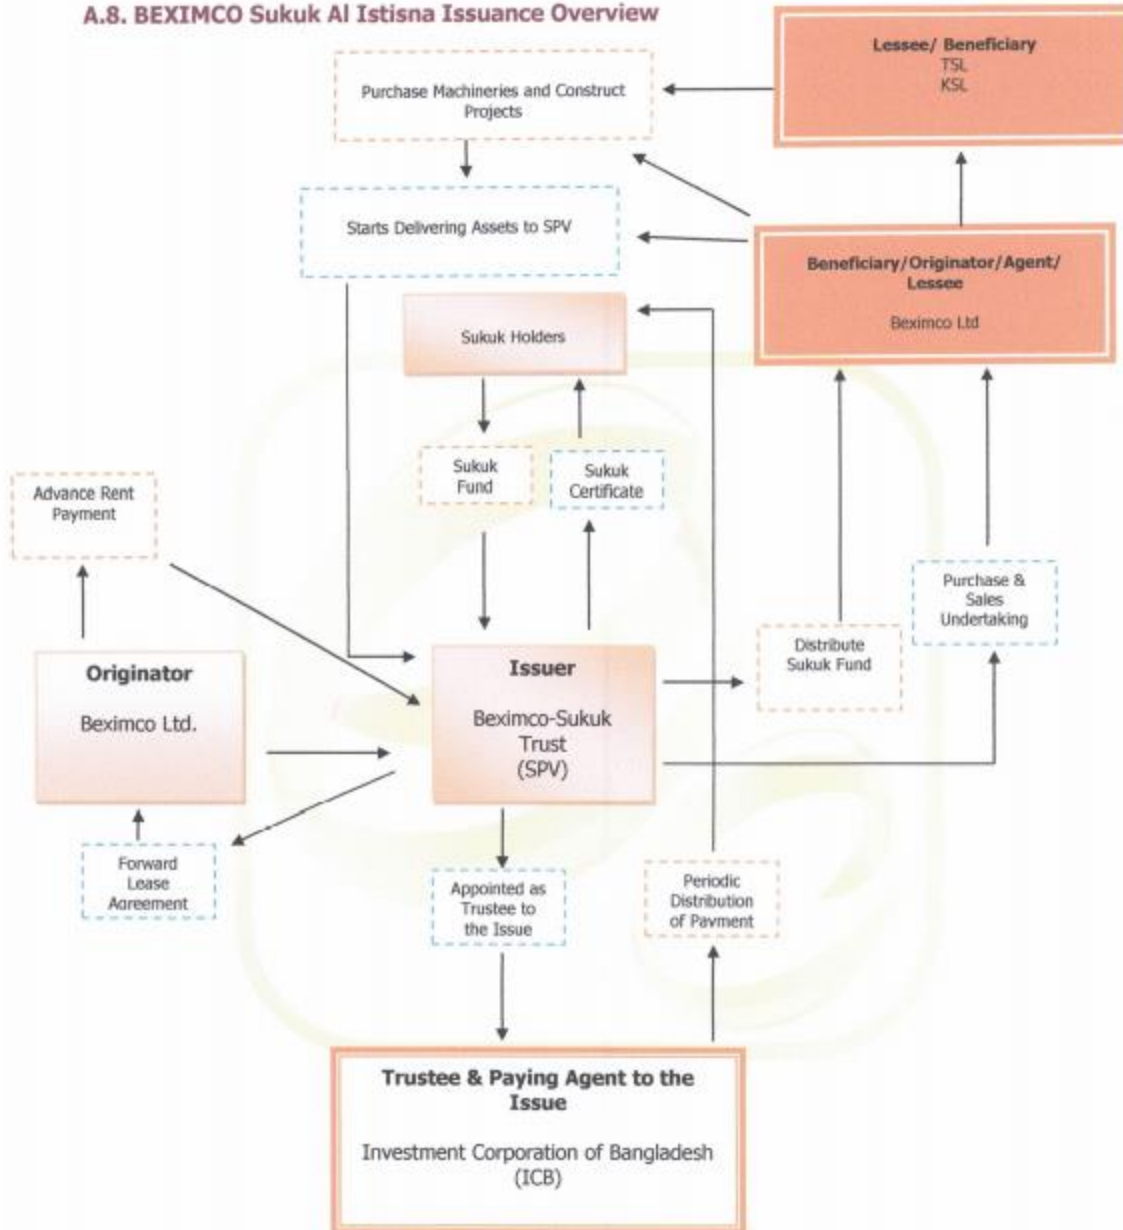 A.8. BEXIMCO Sukuk Al Istisna Issuance Overview
Lessee/ Beneficiary
TSL
KSL
Purchase Machineries and Construct
Projects
Starts Delivering Assets to SPV
Beneficiary/Originator/Agent/
Lessee
Beximco Ltd
Sukuk Holders
Sukuk
Fund
Sukuk
Certificate
Advance Rent
Payment
Purchase &
Sales
Undertaking
Distribute
Sukuk Fund
Originator
Beximco Ltd.
Issuer
Beximco-Sukuk
Trust
(SPV)
Forward
Lease
Agreement
Appointed as
Trustee to
the Issue
Periodic
Distribution
of Payment
Trustee & Paying Agent to the
Issue
Investment Corporation of Bangladesh
(ICB)